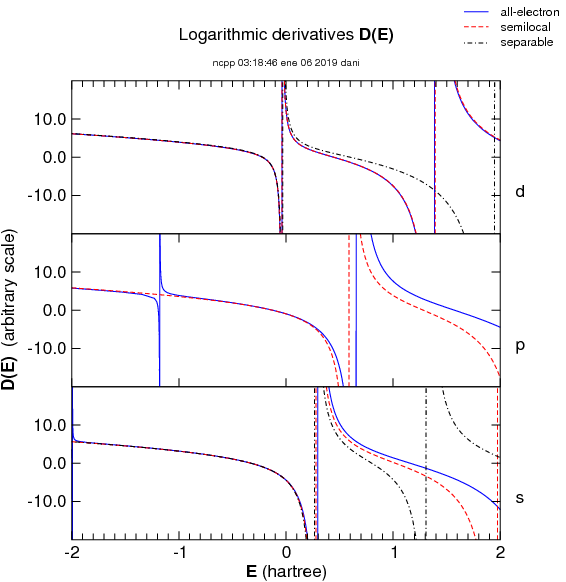 all-electron
semilocal
separable
Logarithmic derivatives D(E)
ncpp 03:18:46 ene 06 2019 dani
10.0
0.0
-10.0
d
10.0
0.0
-10.0
p
10.0
0.0
-10.0
s
D(E) (arbitrary scale)
-2 -1 0 1 2
E (hartree)